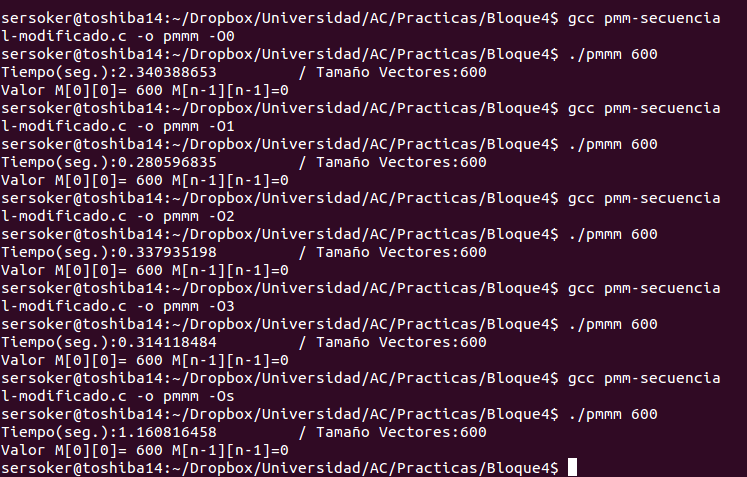 sersoker@toshiba14:~/Dropbox/Universidad/AC/Practicas/Bloque4$ gcc pmm-secuencia
l-modificado.c -o pmmm -O0
sersoker@toshiba14:~/Dropbox/Universidad/AC/Practicas/Bloque4$ ./pmmm 600
Tiempo(seg.):2.340388653         / Tamaño Vectores:600
Valor M[0][0]= 600 M[n-1][n-1]=0
sersoker@toshiba14:~/Dropbox/Universidad/AC/Practicas/Bloque4$ gcc pmm-secuencia
l-modificado.c -o pmmm -O1
sersoker@toshiba14:~/Dropbox/Universidad/AC/Practicas/Bloque4$ ./pmmm 600
Tiempo(seg.):0.280596835         / Tamaño Vectores:600
Valor M[0][0]= 600 M[n-1][n-1]=0
sersoker@toshiba14:~/Dropbox/Universidad/AC/Practicas/Bloque4$ gcc pmm-secuencia
l-modificado.c -o pmmm -O2
sersoker@toshiba14:~/Dropbox/Universidad/AC/Practicas/Bloque4$ ./pmmm 600
Tiempo(seg.):0.337935198         / Tamaño Vectores:600
Valor M[0][0]= 600 M[n-1][n-1]=0
sersoker@toshiba14:~/Dropbox/Universidad/AC/Practicas/Bloque4$ gcc pmm-secuencia
l-modificado.c -o pmmm -O3
sersoker@toshiba14:~/Dropbox/Universidad/AC/Practicas/Bloque4$ ./pmmm 600
Tiempo(seg.):0.314118484         / Tamaño Vectores:600
Valor M[0][0]= 600 M[n-1][n-1]=0
sersoker@toshiba14:~/Dropbox/Universidad/AC/Practicas/Bloque4$ gcc pmm-secuencia
l-modificado.c -o pmmm -Os
sersoker@toshiba14:~/Dropbox/Universidad/AC/Practicas/Bloque4$ ./pmmm 600
Tiempo(seg.):1.160816458         / Tamaño Vectores:600
Valor M[0][0]= 600 M[n-1][n-1]=0
sersoker@toshiba14:~/Dropbox/Universidad/AC/Practicas/Bloque4$